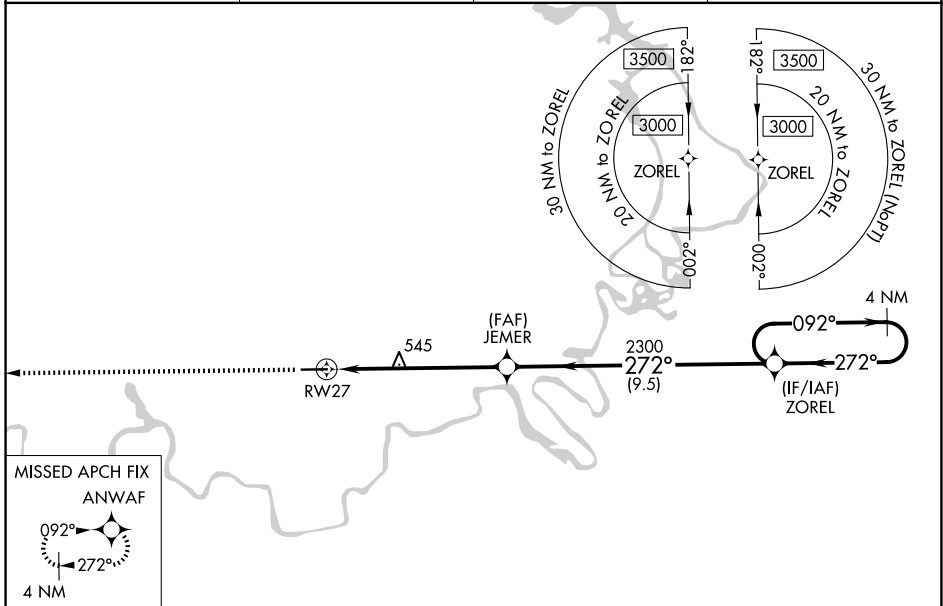 3500
182°
3000
ZOREL
002°
30 NM to ZOREL
20 NM to ZOREL
182°
3500
3000
ZOREL
002°
20 NM to ZOREL
30 NM to ZOREL (NoPT)
4 NM
092°
272°
(IF/IAF)
ZOREL
2300
272°
(9.5)
(FAF)
JEMER
545
RW27
MISSED APCH FIX
ANWAF
092°
272°
4 NM